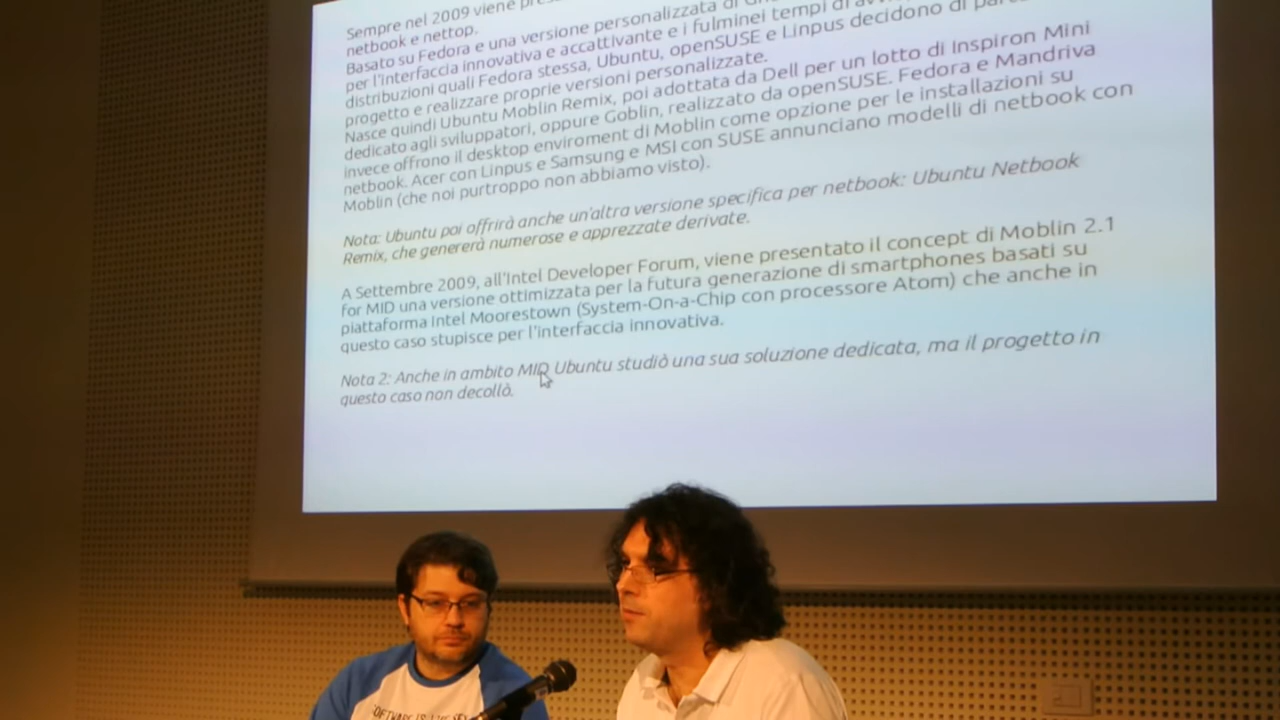 Sempre nel 2009 viene
netbook e nettop.
Basato su Fedora e una versione personalizzata di
per l'interfaccia innovativa e accattivante e i fulminei tempi di
distribuzioni quali Fedora stessa, Ubuntu, openSUSE e Linpus decidono di
progetto e realizzare proprie versioni personalizzate.
Nasce quindi Ubuntu Moblin Remix, poi adottata da Dell per un lotto di Inspiron Mini
dedicato agli sviluppatori, oppure Goblin, realizzato da openSUSE. Fedora e Mandriva
invece offrono il desktop enviroment di Moblin come opzione per le installazioni su
netbook. Acer con Linpus e Samsung e MSI con SUSE annunciano modelli di netbook con
Moblin (che noi purtroppo non abbiamo visto).
Nota: Ubuntu poi offrirà anche un'altra versione specifica per netbook: Ubuntu Netbook
Remix, che genererà numerose e apprezzate derivate.
A Settembre 2009, all'Intel Developer Forum, viene presentato il concept di Moblin 2.1
for MID una versione ottimizzata per la futura generazione di smartphones basati su
piattaforma Intel Moorestown (System-On-a-Chip con processore Atom) che anche in
questo caso stupisce per l'interfaccia innovativa.
Nota 2: Anche in ambito MID Ubuntu studiò una sua soluzione dedicata, ma il progetto in
questo caso non decollò.